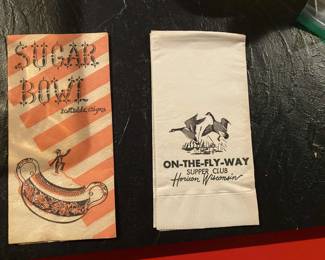 SUGAR
BOWL
ON-THE-FLY-WAY
SUPPER CLUB
Horicon Wisconsin